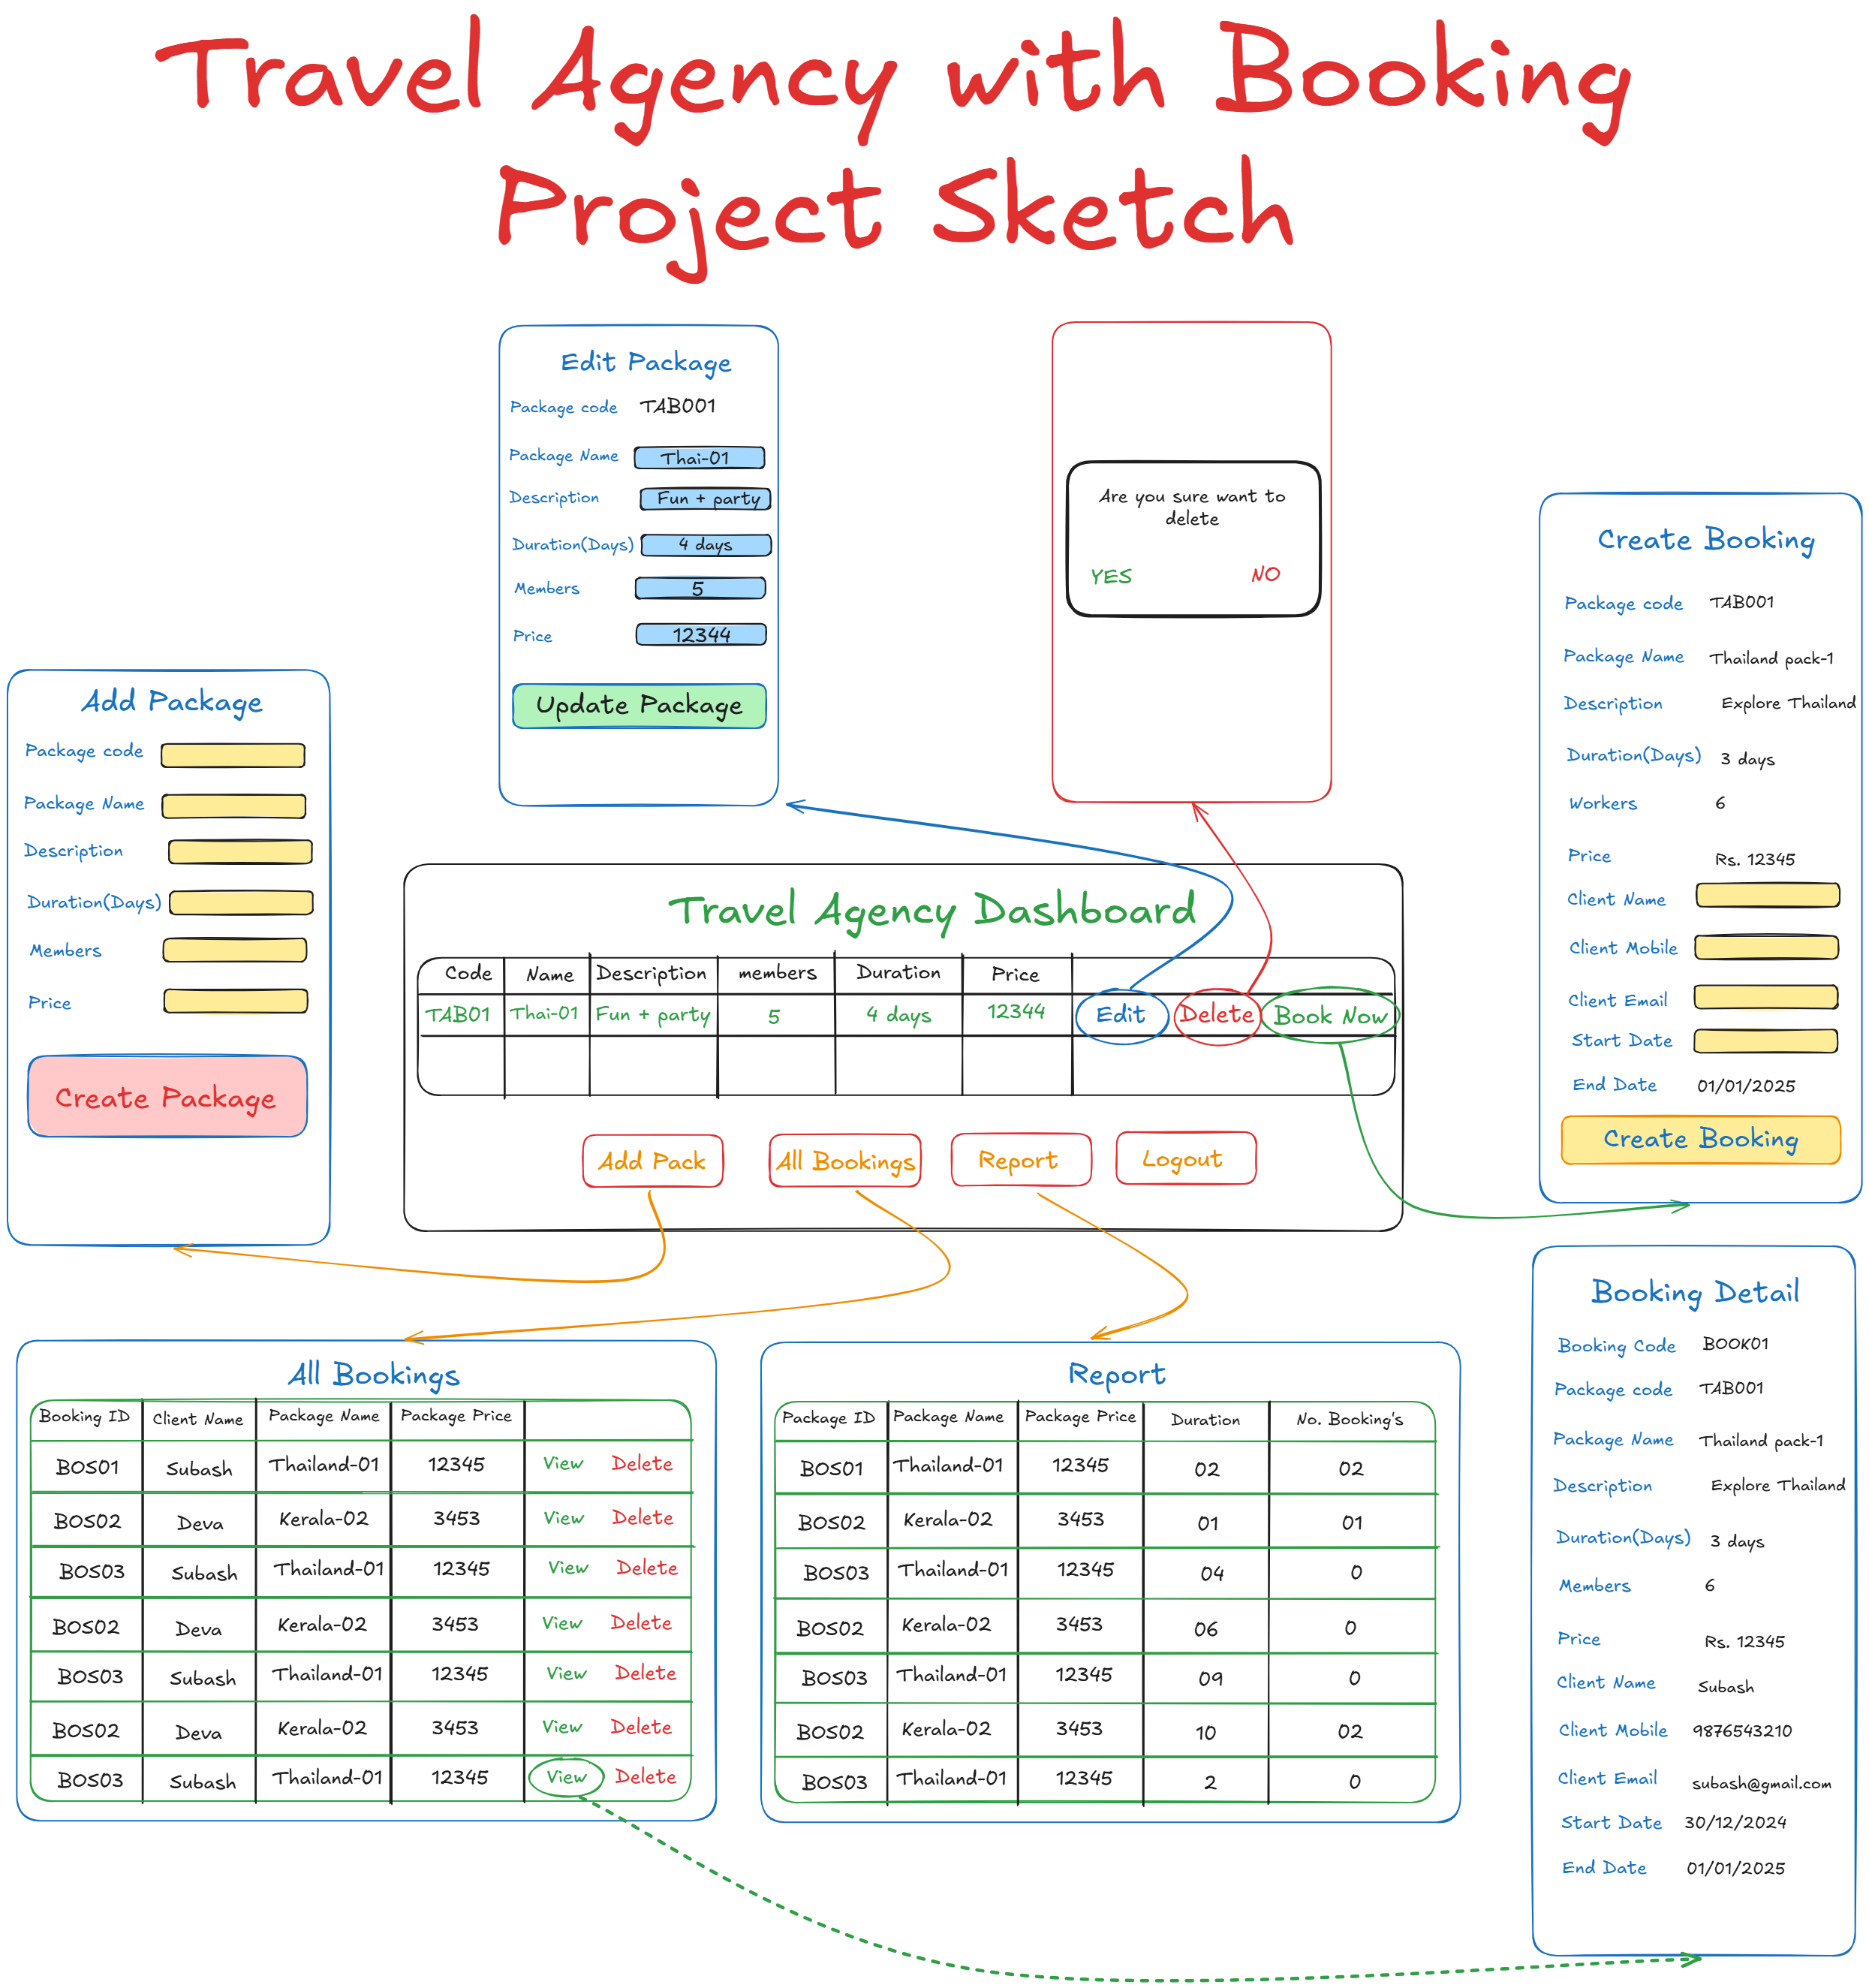 Travel Agency with Booking
Project Sketch
Edit Package
Package code TAB001
Package Name Thai-01
Description Fun + party
Duration(Days) 4 days
Members 5
Price 12344
Update Package
Are you sure want to
delete
YES NO
Create Booking
Package code TAB001
Package Name Thailand pack-1
Description Explore Thailand
Duration(Days) 3 days
Workers 6
Price Rs. 12345
Client Name
Client Mobile
Client Email
Start Date
End Date 01/01/2025
Create Booking
Add Package
Package code
Package Name
Description
Duration(Days)
Members
Price
Create Package
Travel Agency Dashboard
Code Name Description members Duration Price
TAB01 Thai-01 Fun + party 5 4 days 12344 Edit Delete Book Now
Add Pack All Bookings Report Logout
All Bookings
Booking ID Client Name Package Name Package Price
BOS01 Subash Thailand-01 12345 View Delete
BOS02 Deva Kerala-02 3453 View Delete
BOS03 Subash Thailand-01 12345 View Delete
BOS02 Deva Kerala-02 3453 View Delete
BOS03 Subash Thailand-01 12345 View Delete
BOS02 Deva Kerala-02 3453 View Delete
BOS03 Subash Thailand-01 12345 View Delete
Report
Package ID Package Name Package Price Duration No. Booking's
BOS01 Thailand-01 12345 02 02
BOS02 Kerala-02 3453 01 01
BOS03 Thailand-01 12345 04 0
BOS02 Kerala-02 3453 06 0
BOS03 Thailand-01 12345 09 0
BOS02 Kerala-02 3453 10 02
BOS03 Thailand-01 12345 2 0
Booking Detail
Booking Code BOOK01
Package code TAB001
Package Name Thailand pack-1
Description Explore Thailand
Duration(Days) 3 days
Members 6
Price Rs. 12345
Client Name Subash
Client Mobile 9876543210
Client Email subash@gmail.com
Start Date 30/12/2024
End Date 01/01/2025